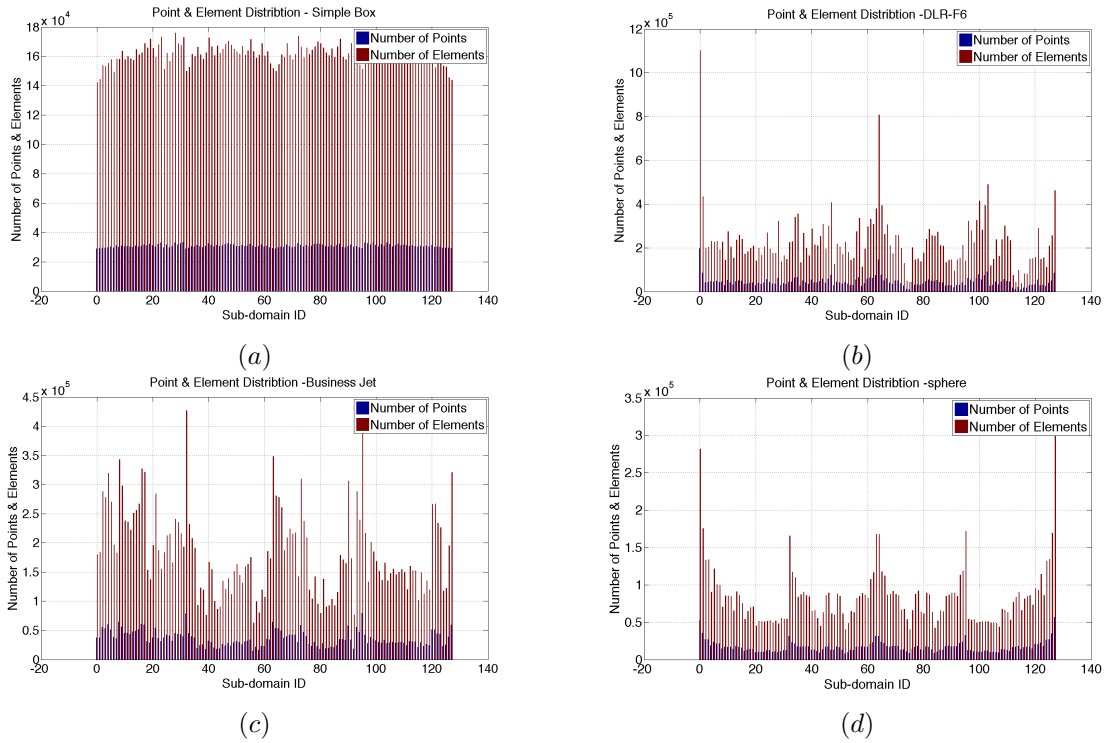 Point & Element Distribtion - Simple Box
x 10^4
Number of Points & Elements
18
16
14
12
10
8
6
4
2
0
-20 0 20 40 60 80 100 120 140
Sub-domain ID
Number of Points
Number of Elements
(a)
Point & Element Distribtion -DLR-F6
x 10^5
Number of Points & Elements
12
10
8
6
4
2
0
-20 0 20 40 60 80 100 120 140
Sub-domain ID
Number of Points
Number of Elements
(b)
Point & Element Distribtion -Business Jet
x 10^5
Number of Points & Elements
4.5
4
3.5
3
2.5
2
1.5
1
0.5
0
-20 0 20 40 60 80 100 120 140
Sub-domain ID
Number of Points
Number of Elements
(c)
Point & Element Distribtion -sphere
x 10^5
Number of Points & Elements
3.5
3
2.5
2
1.5
1
0.5
0
-20 0 20 40 60 80 100 120 140
Sub-domain ID
Number of Points
Number of Elements
(d)